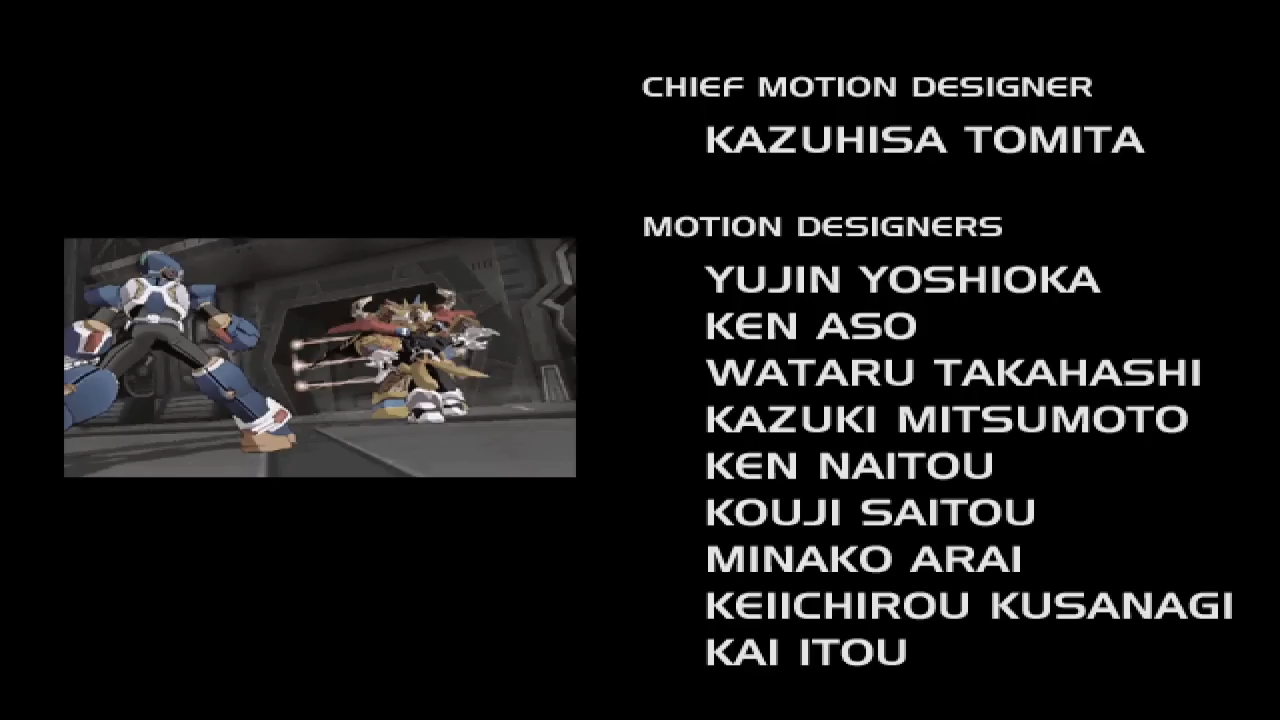 CHIEF MOTION DESIGNER
KAZUHISA TOMITA
MOTION DESIGNERS
YUJIN YOSHIOKA
KEN ASO
WATARU TAKAHASHI
KAZUKI MITSUMOTO
KEN NAITOU
KOUJI SAITOU
MINAKO ARAI
KEIICHIROU KUSANAGI
KAI ITOU